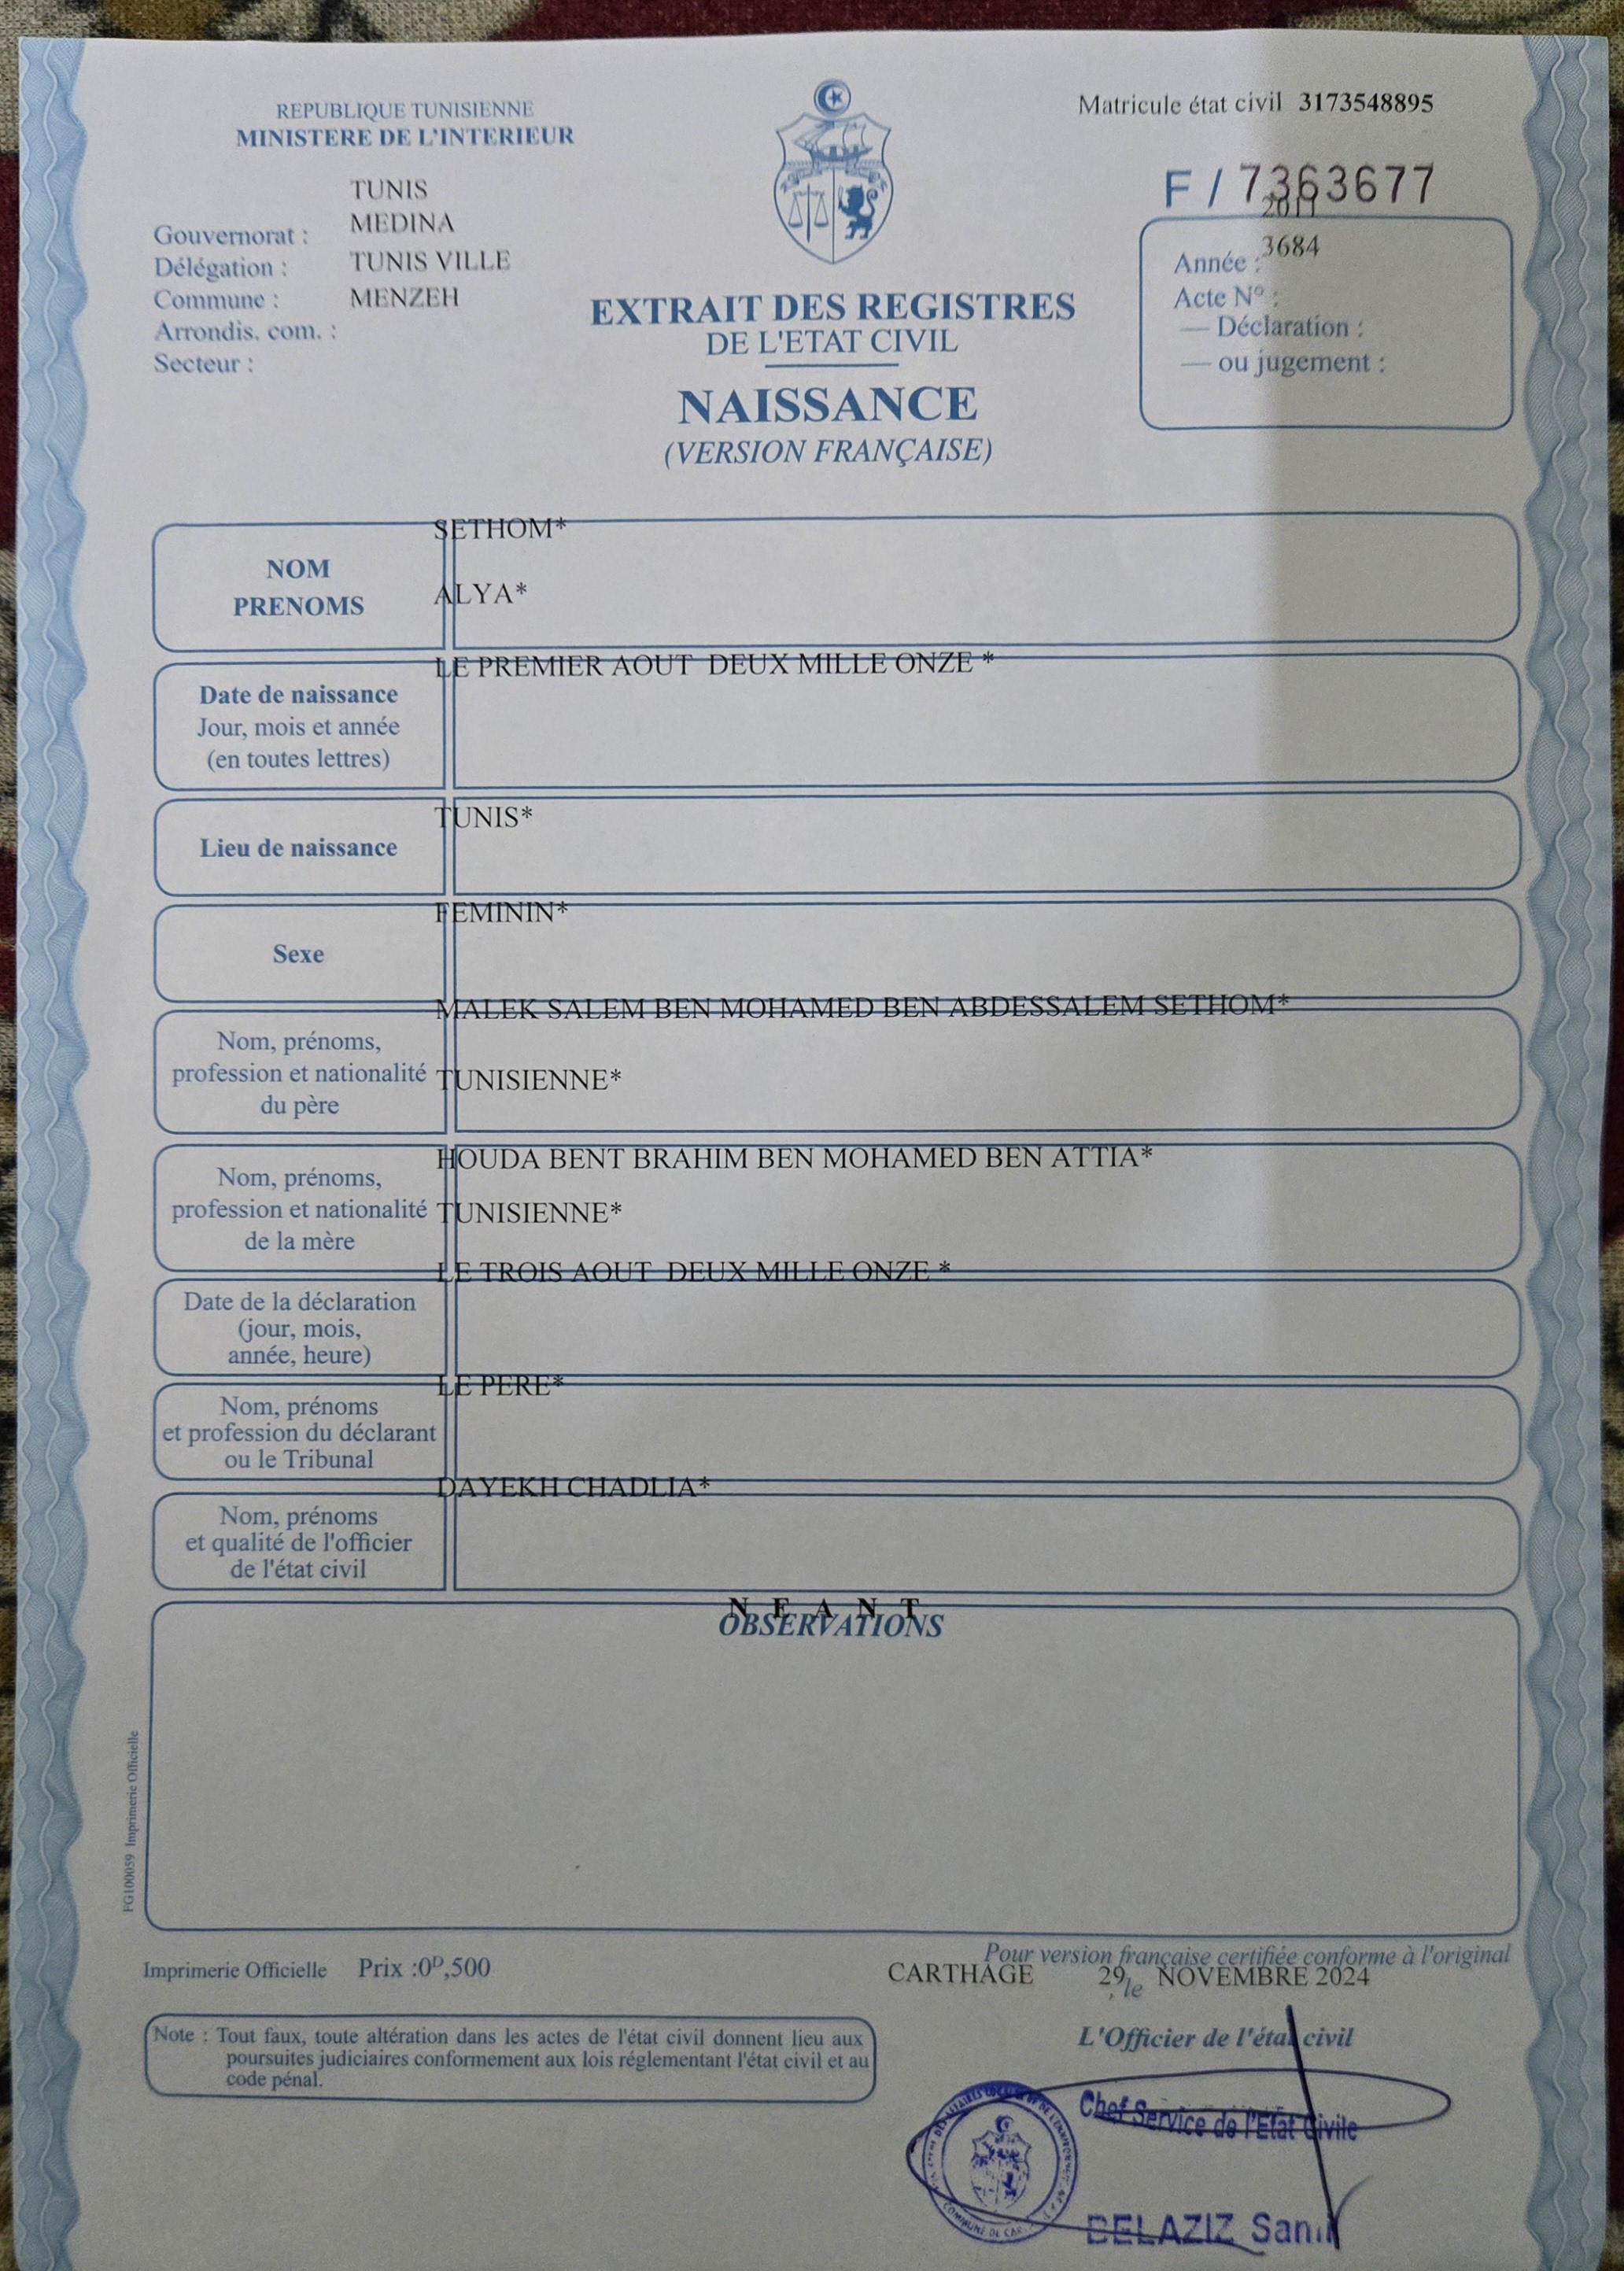 REPUBLIQUE TUNISIENNE
MINISTERE DE L'INTERIEUR
TUNIS
Gouvernorat : MEDINA
Délégation : TUNIS VILLE
Commune : MENZEH
Arrondis. com. :
Secteur :
Matricule état civil 3173548895
F / 7363677
2011
Année : 3684
Acte N° :
— Déclaration :
— ou jugement :
EXTRAIT DES REGISTRES
DE L'ETAT CIVIL
NAISSANCE
(VERSION FRANÇAISE)
NOM
PRENOMS
SETHOM*
ALYA*
Date de naissance
Jour, mois et année
(en toutes lettres)
LE PREMIER AOUT DEUX MILLE ONZE *
Lieu de naissance
TUNIS*
Sexe
FEMININ*
Nom, prénoms,
profession et nationalité
du père
MALEK SALEM BEN MOHAMED BEN ABDESSALEM SETHOM*
TUNISIENNE*
Nom, prénoms,
profession et nationalité
de la mère
HOUDA BENT BRAHIM BEN MOHAMED BEN ATTIA*
TUNISIENNE*
Date de la déclaration
(jour, mois,
année, heure)
LE TROIS AOUT DEUX MILLE ONZE *
Nom, prénoms
et profession du déclarant
ou le Tribunal
LE PERE*
Nom, prénoms
et qualité de l'officier
de l'état civil
DAYEKH CHADLIA*
N E A N T
OBSERVATIONS
FG100059 Imprimerie Officielle
Imprimerie Officielle Prix :0ᴰ,500
Pour version française certifiée conforme à l'original
CARTHAGE 29 , le NOVEMBRE 2024
Note : Tout faux, toute altération dans les actes de l'état civil donnent lieu aux
poursuites judiciaires conformement aux lois réglementant l'état civil et au
code pénal.
L'Officier de l'état civil
Chef Service de l'Etat Civile
BELAZIZ